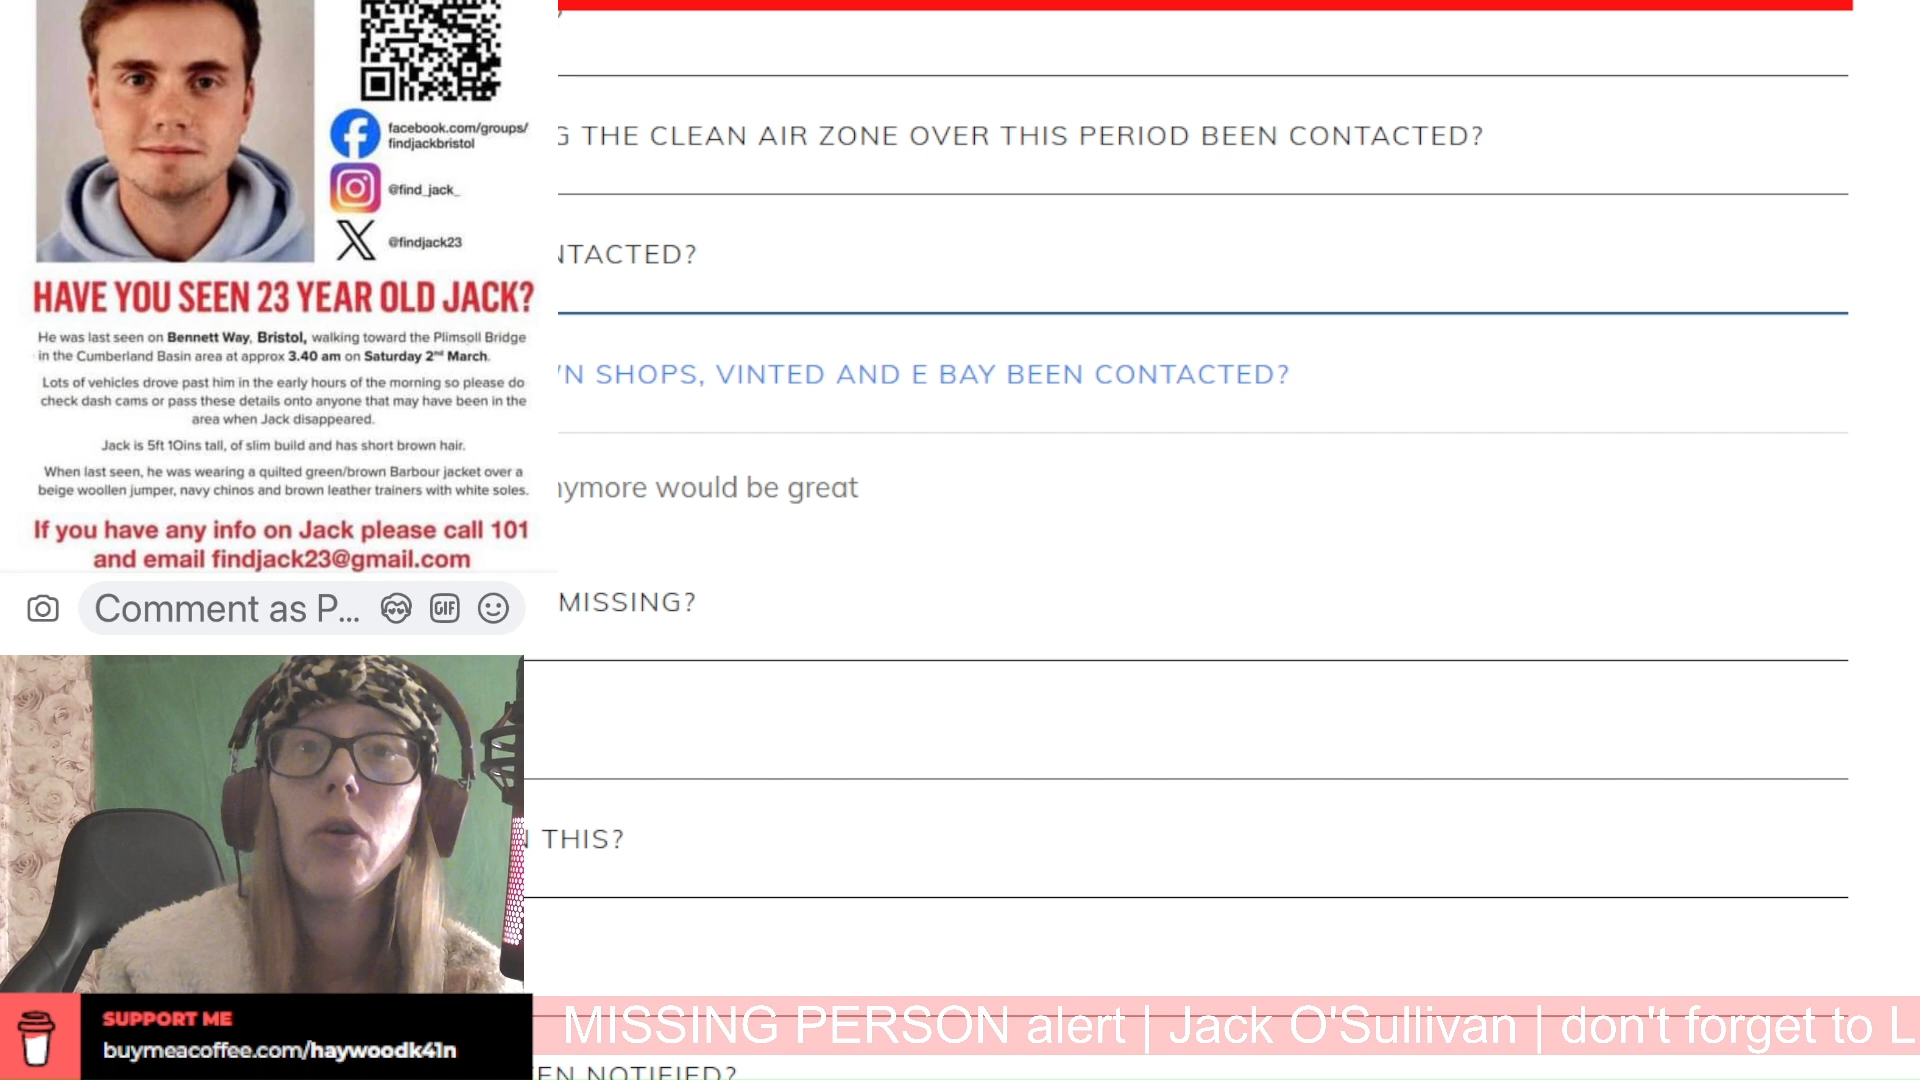 facebook.com/groups/
findjackbristol
@find_jack_
@findjack23
HAVE YOU SEEN 23 YEAR OLD JACK?
He was last seen on Bennett Way, Bristol, walking toward the Plimsoll Bridge
in the Cumberland Basin area at approx 3.40 am on Saturday 2nd March.
Lots of vehicles drove past him in the early hours of the morning so please do
check dash cams or pass these details onto anyone that may have been in the
area when Jack disappeared.
Jack is 5ft 10ins tall, of slim build and has short brown hair.
When last seen, he was wearing a quilted green/brown Barbour jacket over a
beige woollen jumper, navy chinos and brown leather trainers with white soles.
If you have any info on Jack please call 101
and email findjack23@gmail.com
Comment as P...
GIF
G THE CLEAN AIR ZONE OVER THIS PERIOD BEEN CONTACTED?
NTACTED?
WN SHOPS, VINTED AND E BAY BEEN CONTACTED?
nymore would be great
MISSING?
N THIS?
SUPPORT ME
buymeacoffee.com/haywoodk41n
MISSING PERSON alert | Jack O'Sullivan | don't forget to L
EN NOTIFIED?